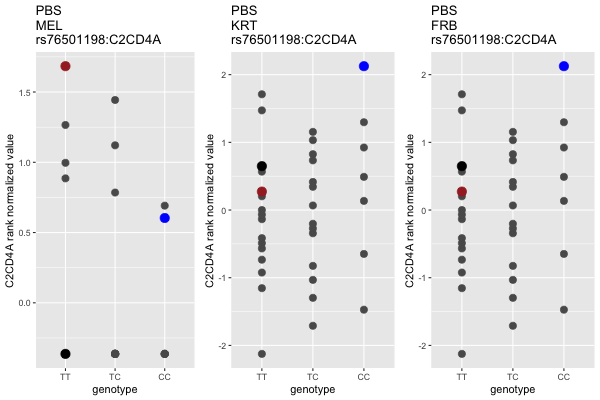 PBS
MEL
rs76501198:C2CD4A
C2CD4A rank normalized value
1.5
1.0
0.5
0.0
TT
TC
CC
genotype
PBS
KRT
rs76501198:C2CD4A
C2CD4A rank normalized value
2
1
0
-1
-2
TT
TC
CC
genotype
PBS
FRB
rs76501198:C2CD4A
C2CD4A rank normalized value
2
1
0
-1
-2
TT
TC
CC
genotype